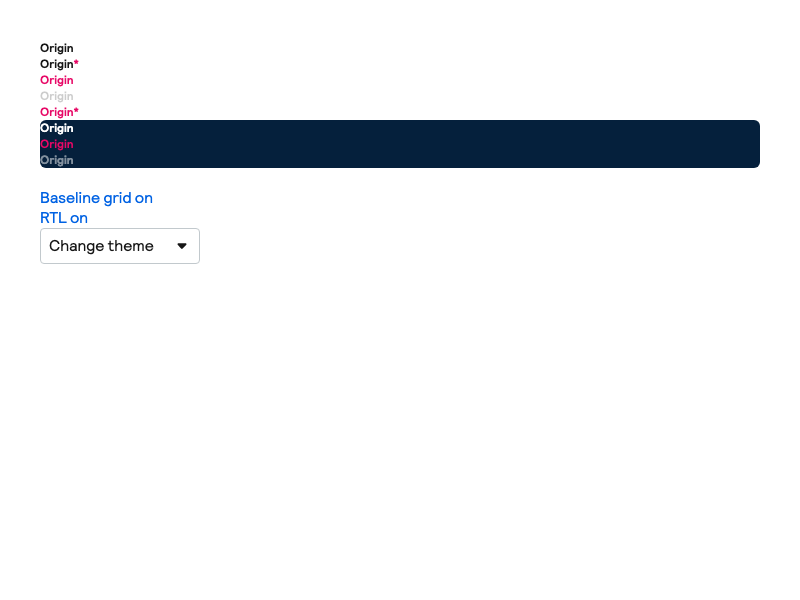 Origin
Origin*
Origin
Origin
Origin*
Origin
Origin
Origin
Baseline grid on
RTL on
Change theme